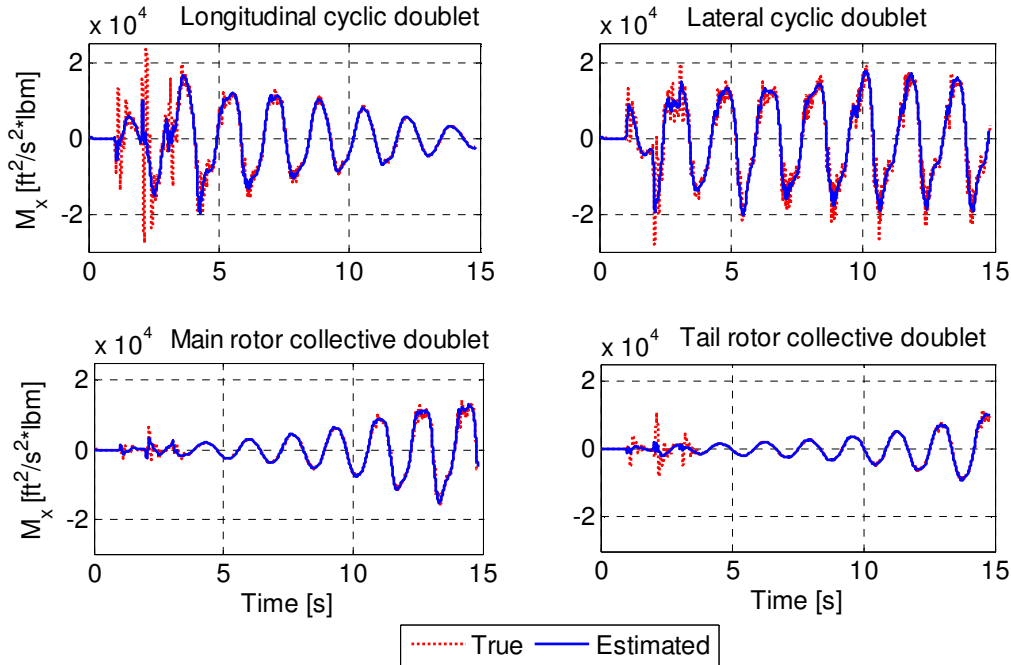 Longitudinal cyclic doublet
x 10^4
M_x [ft^2/s^2*lbm]
2
0
-2
0 5 10 15
Lateral cyclic doublet
x 10^4
2
0
-2
0 5 10 15
Main rotor collective doublet
x 10^4
M_x [ft^2/s^2*lbm]
2
0
-2
0 5 10 15
Time [s]
Tail rotor collective doublet
x 10^4
2
0
-2
0 5 10 15
Time [s]
True Estimated